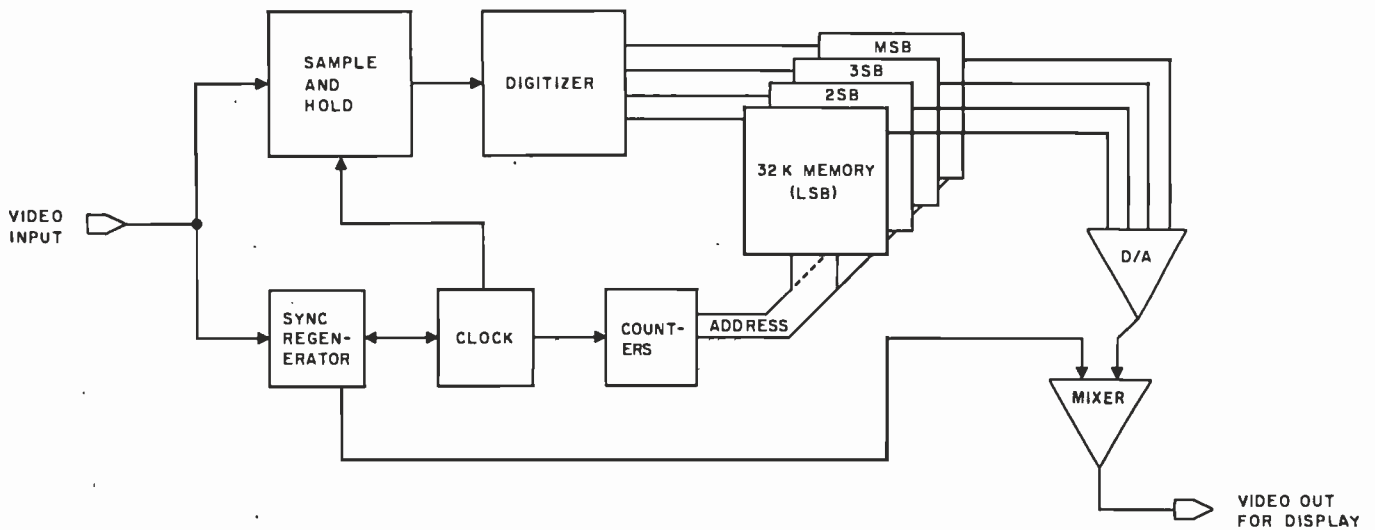 SAMPLE
AND
HOLD
DIGITIZER
MSB
3SB
2SB
32K MEMORY
(LSB)
VIDEO
INPUT
D/A
SYNC
REGEN-
ERATOR
CLOCK
COUNT-
ERS
ADDRESS
MIXER
VIDEO OUT
FOR DISPLAY